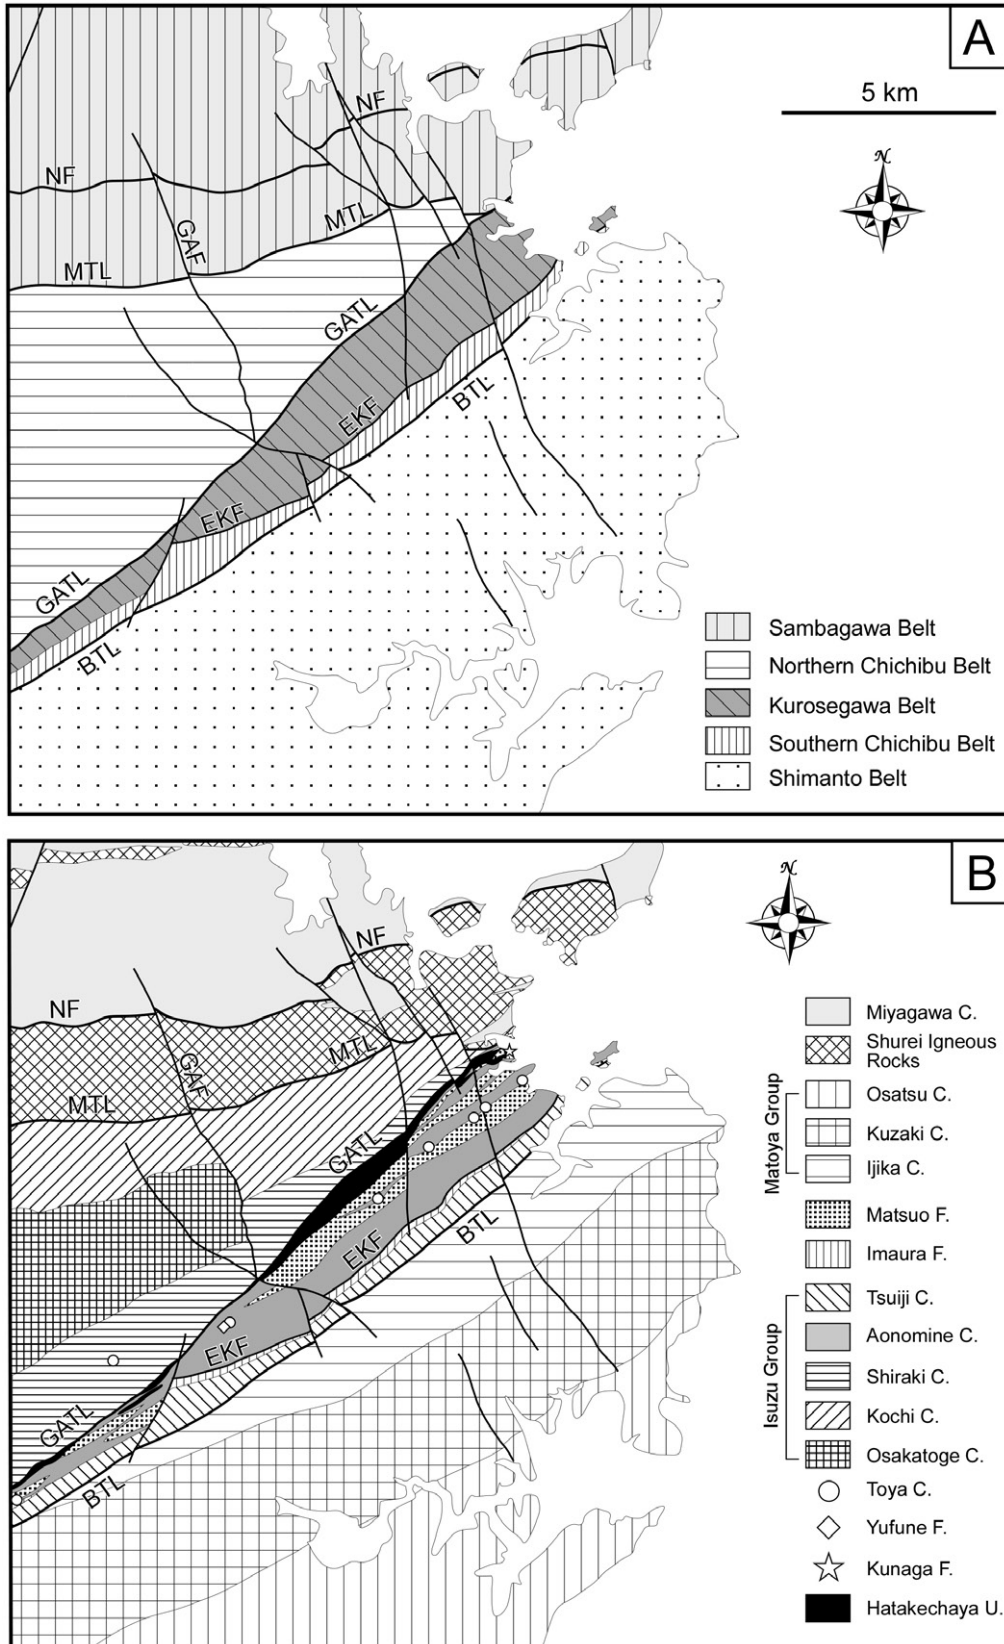 A
5 km
N
NF
NF
GAF
MTL
MTL
GATL
EKF
BTL
EKF
GATL
BTL
Sambagawa Belt
Northern Chichibu Belt
Kurosegawa Belt
Southern Chichibu Belt
Shimanto Belt
B
N
NF
NF
MTL
GAF
MTL
GATL
EKF
BTL
EKF
GATL
BTL
Miyagawa C.
Shurei Igneous
Rocks
Matoya Group
Osatsu C.
Kuzaki C.
Ijika C.
Matsuo F.
Imaura F.
Isuzu Group
Tsuiji C.
Aonomine C.
Shiraki C.
Kochi C.
Osakatoge C.
Toya C.
Yufune F.
Kunaga F.
Hatakechaya U.